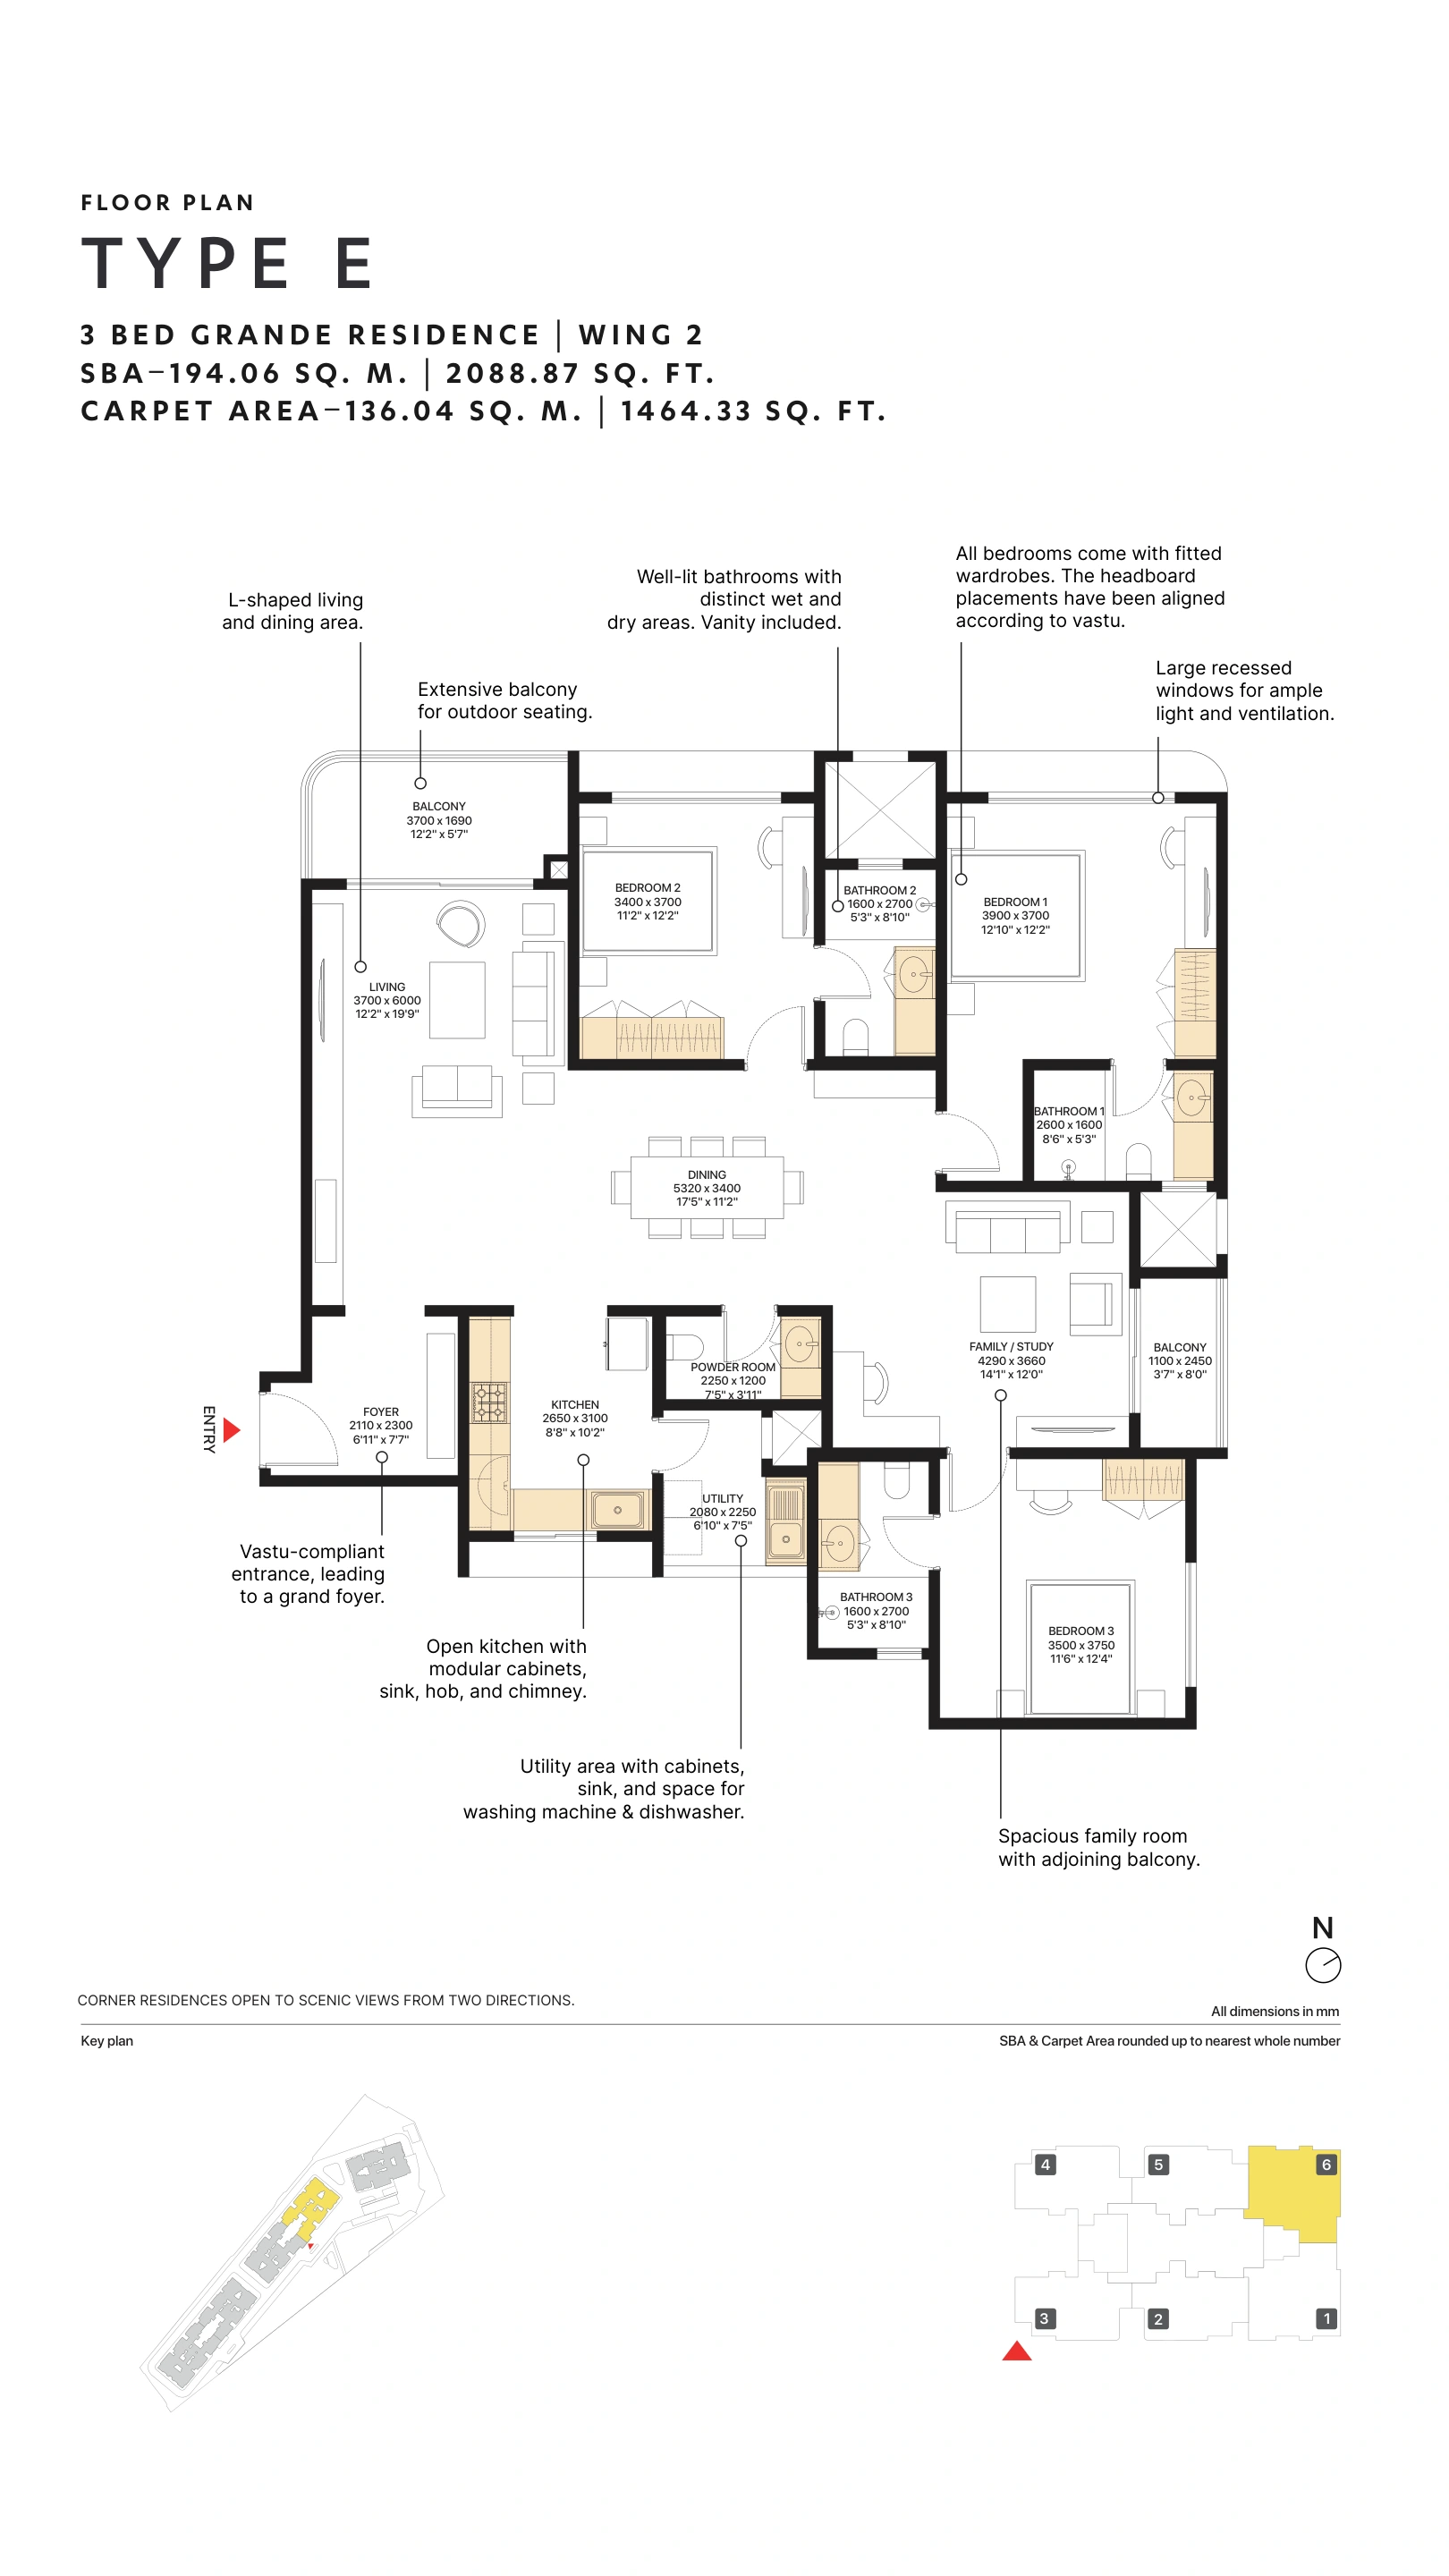 FLOOR PLAN
TYPE E
3 BED GRANDE RESIDENCE | WING 2
SBA–194.06 SQ. M. | 2088.87 SQ. FT.
CARPET AREA–136.04 SQ. M. | 1464.33 SQ. FT.
All bedrooms come with fitted
wardrobes. The headboard
placements have been aligned
according to vastu.
Well-lit bathrooms with
distinct wet and
dry areas. Vanity included.
L-shaped living
and dining area.
Large recessed
windows for ample
light and ventilation.
Extensive balcony
for outdoor seating.
BALCONY
3700 x 1690
12'2" x 5'7"
BEDROOM 2
3400 x 3700
11'2" x 12'2"
BATHROOM 2
1600 x 2700
5'3" x 8'10"
BEDROOM 1
3900 x 3700
12'10" x 12'2"
LIVING
3700 x 6000
12'2" x 19'9"
BATHROOM 1
2600 x 1600
8'6" x 5'3"
DINING
5320 x 3400
17'5" x 11'2"
FAMILY / STUDY
4290 x 3660
14'1" x 12'0"
BALCONY
1100 x 2450
3'7" x 8'0"
POWDER ROOM
2250 x 1200
7'5" x 3'11"
ENTRY
FOYER
2110 x 2300
6'11" x 7'7"
KITCHEN
2650 x 3100
8'8" x 10'2"
UTILITY
2080 x 2250
6'10" x 7'5"
BATHROOM 3
1600 x 2700
5'3" x 8'10"
BEDROOM 3
3500 x 3750
11'6" x 12'4"
Vastu-compliant
entrance, leading
to a grand foyer.
Open kitchen with
modular cabinets,
sink, hob, and chimney.
Utility area with cabinets,
sink, and space for
washing machine & dishwasher.
Spacious family room
with adjoining balcony.
N
CORNER RESIDENCES OPEN TO SCENIC VIEWS FROM TWO DIRECTIONS.
All dimensions in mm
Key plan
SBA & Carpet Area rounded up to nearest whole number
4
5
6
3
2
1